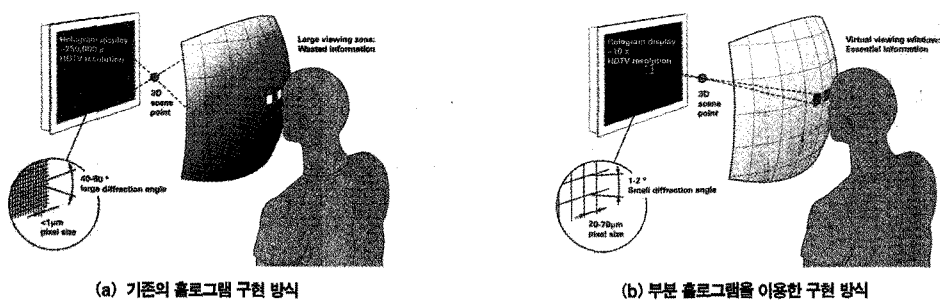 Hologram display
~250,000 x
HDTV resolution
3D
scene
point
Large viewing zone:
Wasted information
40-60 °
large diffraction angle
<1μm
pixel size
(a) 기존의 홀로그램 구현 방식
Hologram display
~10 x
HDTV resolution
3D
scene
point
Virtual viewing window:
Essential information
1-2 °
Small diffraction angle
20-70μm
pixel size
(b) 부분 홀로그램을 이용한 구현 방식